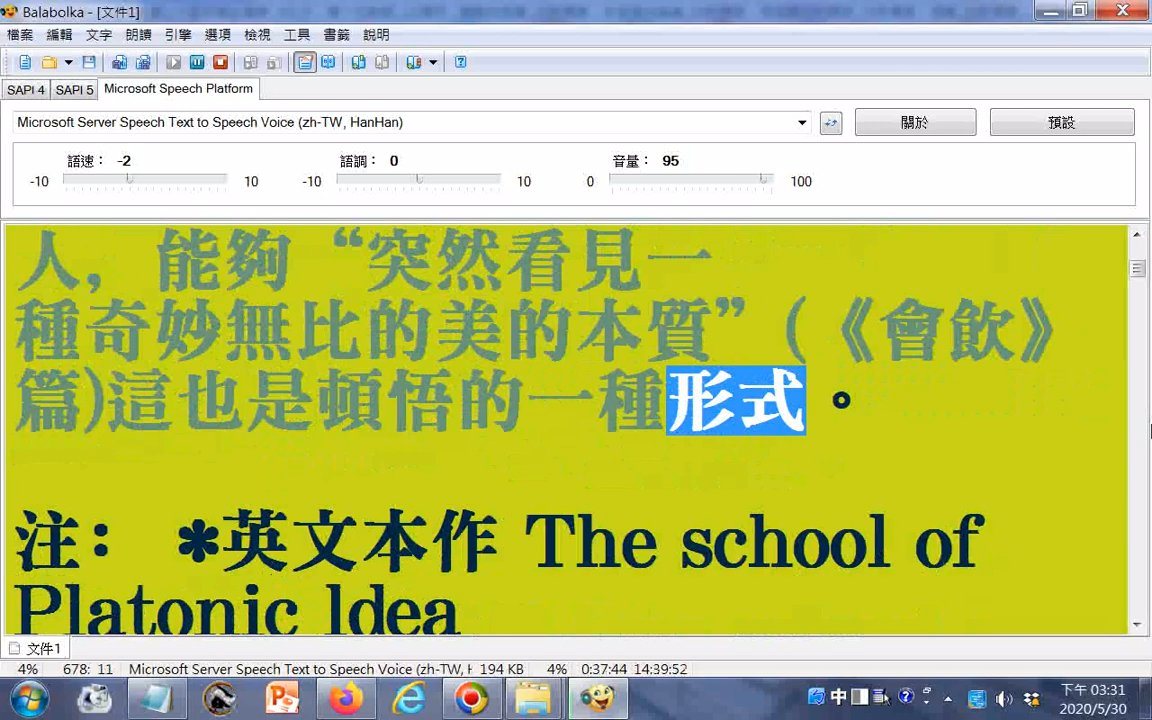 Balabolka - [文件1]
檔案 編輯 文字 朗讀 引擎 選項 檢視 工具 書籤 說明
SAPI 4 SAPI 5 Microsoft Speech Platform
Microsoft Server Speech Text to Speech Voice (zh-TW, HanHan) 關於 預設
語速： -2 語調： 0 音量： 95
-10 10 -10 10 0 100
人，能夠“突然看見一
種奇妙無比的美的本質”（《會飲》
篇)這也是頓悟的一種形式 。
注： *英文本作 The school of
Platonic ldea
文件1
4% 678: 11 Microsoft Server Speech Text to Speech Voice (zh-TW, H 194 KB 4% 0:37:44 14:39:52
中 下午 03:31
2020/5/30